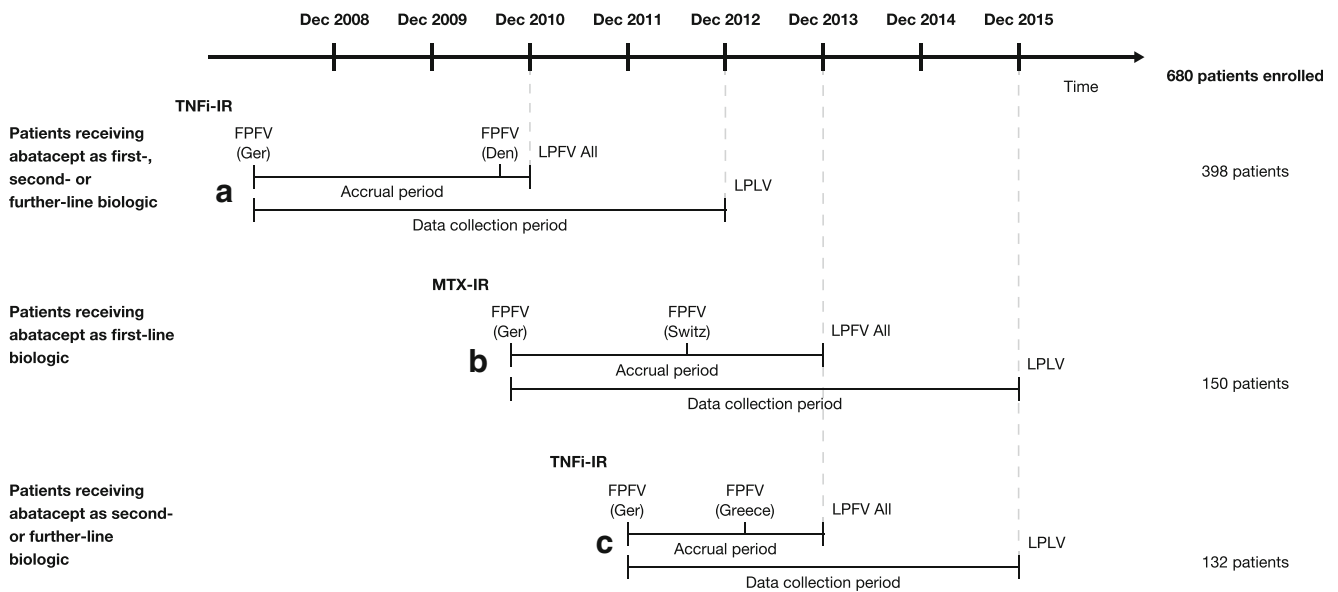 Dec 2008 Dec 2009 Dec 2010 Dec 2011 Dec 2012 Dec 2013 Dec 2014 Dec 2015
Time
680 patients enrolled
TNFi-IR
Patients receiving
abatacept as first-,
second- or
further-line biologic
a
FPFV
(Ger)
FPFV
(Den)
LPFV All
Accrual period
LPLV
Data collection period
398 patients
MTX-IR
Patients receiving
abatacept as first-line
biologic
b
FPFV
(Ger)
FPFV
(Switz)
LPFV All
Accrual period
LPLV
Data collection period
150 patients
TNFi-IR
Patients receiving
abatacept as second-
or further-line
biologic
c
FPFV
(Ger)
FPFV
(Greece)
LPFV All
Accrual period
LPLV
Data collection period
132 patients